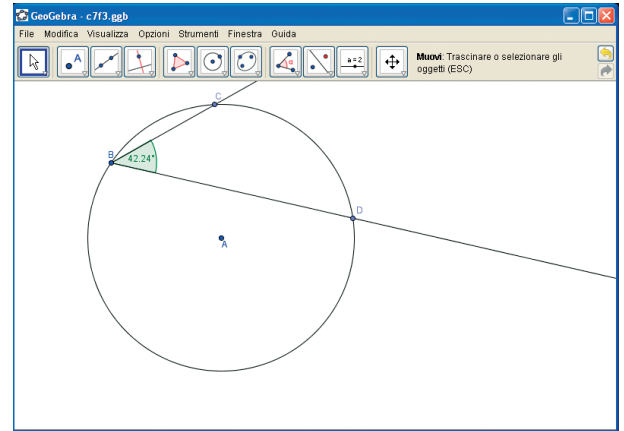 GeoGebra - c7f3.ggb
File Modifica Visualizza Opzioni Strumenti Finestra Guida
A α a = 2 Muovi: Trascinare o selezionare gli
oggetti (ESC)
C
B
42.24°
D
A